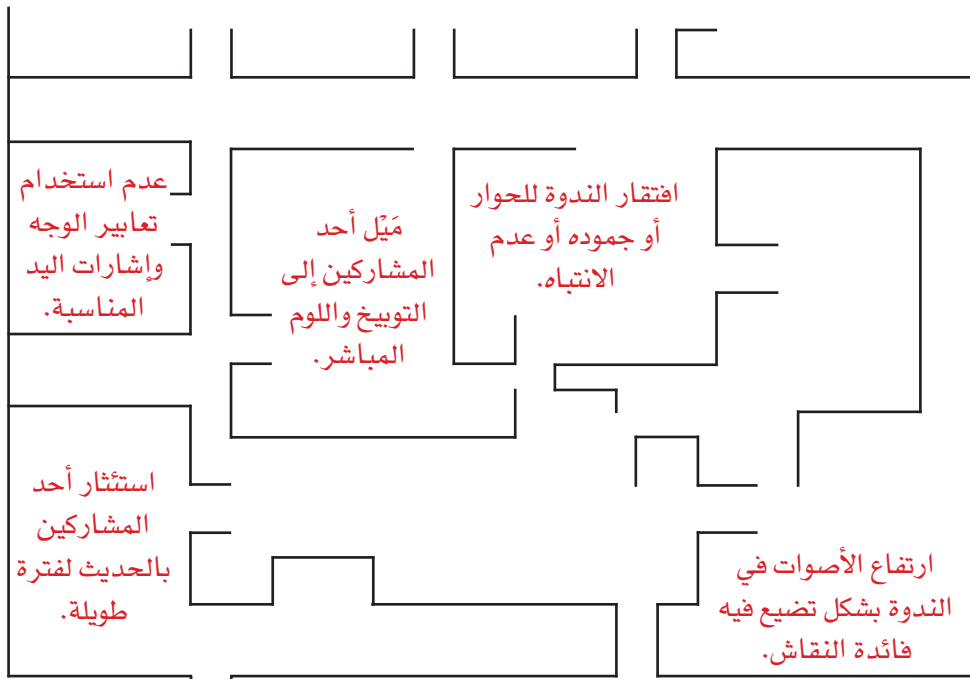 افتقار الندوة للحوار
أو جموده أو عدم
الانتباه.
مَيْل أحد
المشاركين إلى
التوبيخ واللوم
المباشر.
عدم استخدام
تعابير الوجه
وإشارات اليد
المناسبة.
ارتفاع الأصوات في
الندوة بشكل تضيع فيه
فائدة النقاش.
استئثار أحد
المشاركين
بالحديث لفترة
طويلة.